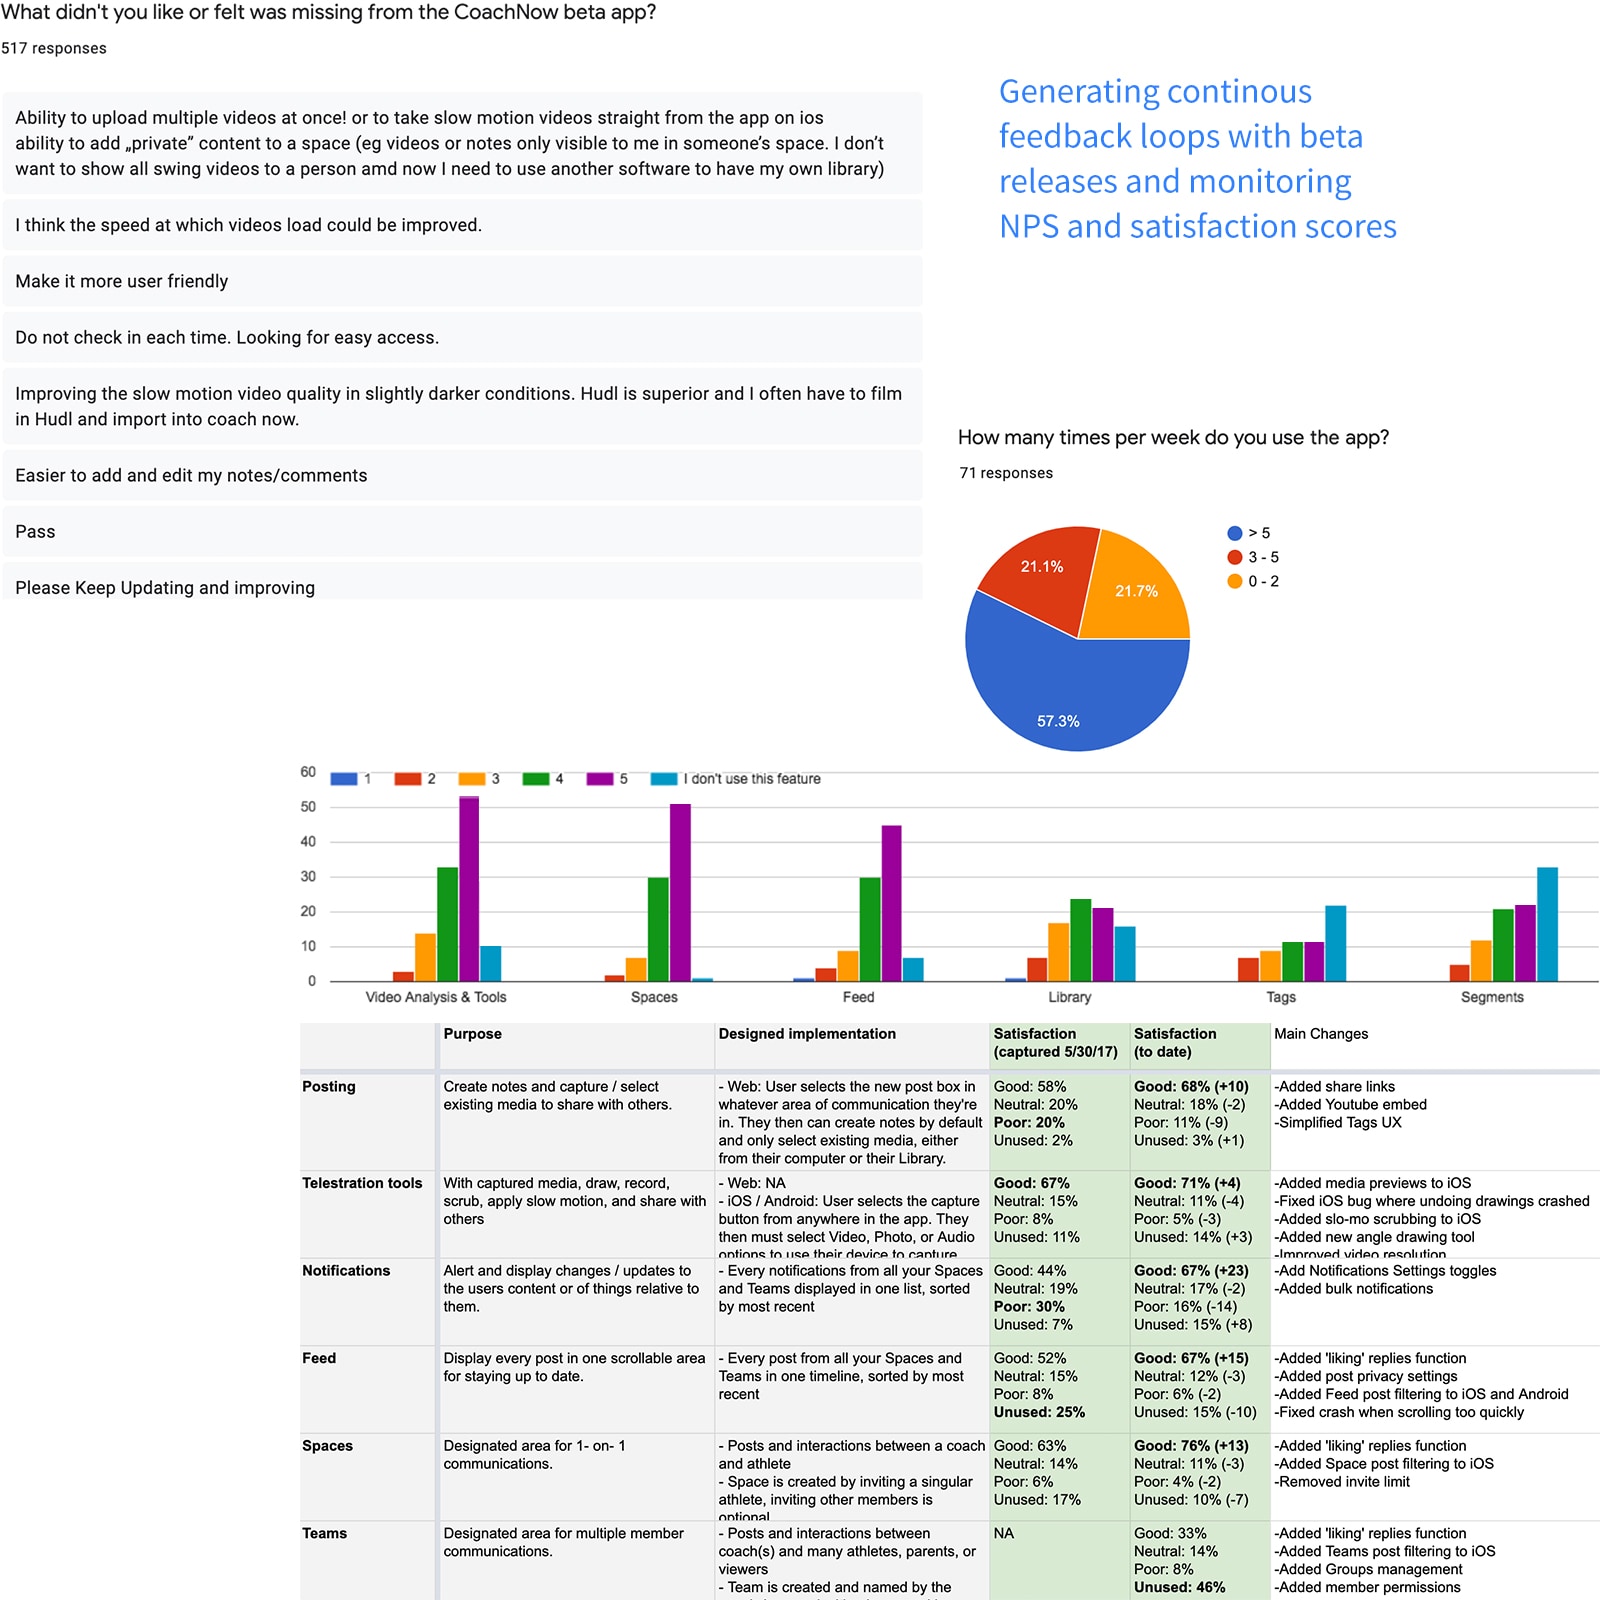 What didn't you like or felt was missing from the CoachNow beta app?
517 responses
Ability to upload multiple videos at once! or to take slow motion videos straight from the app on ios
ability to add „private” content to a space (eg videos or notes only visible to me in someone’s space. I don’t
want to show all swing videos to a person amd now I need to use another software to have my own library)
I think the speed at which videos load could be improved.
Make it more user friendly
Do not check in each time. Looking for easy access.
Improving the slow motion video quality in slightly darker conditions. Hudl is superior and I often have to film
in Hudl and import into coach now.
Easier to add and edit my notes/comments
Pass
Please Keep Updating and improving
Generating continous
feedback loops with beta
releases and monitoring
NPS and satisfaction scores
How many times per week do you use the app?
71 responses
> 5
3 - 5
0 - 2
21.1%
21.7%
57.3%
1 2 3 4 5 I don't use this feature
60
50
40
30
20
10
0
Video Analysis & Tools Spaces Feed Library Tags Segments
Purpose
Designed implementation
Satisfaction
(captured 5/30/17)
Satisfaction
(to date)
Main Changes
Posting
Create notes and capture / select
existing media to share with others.
- Web: User selects the new post box in
whatever area of communication they're
in. They then can create notes by default
and only select existing media, either
from their computer or their Library.
Good: 58%
Neutral: 20%
Poor: 20%
Unused: 2%
Good: 68% (+10)
Neutral: 18% (-2)
Poor: 11% (-9)
Unused: 3% (+1)
-Added share links
-Added Youtube embed
-Simplified Tags UX
Telestration tools
With captured media, draw, record,
scrub, apply slow motion, and share with
others
- Web: NA
- iOS / Android: User selects the capture
button from anywhere in the app. They
then must select Video, Photo, or Audio
options to use their device to capture
Good: 67%
Neutral: 15%
Poor: 8%
Unused: 11%
Good: 71% (+4)
Neutral: 11% (-4)
Poor: 5% (-3)
Unused: 14% (+3)
-Added media previews to iOS
-Fixed iOS bug where undoing drawings crashed
-Added slo-mo scrubbing to iOS
-Added new angle drawing tool
-Improved video resolution
Notifications
Alert and display changes / updates to
the users content or of things relative to
them.
- Every notifications from all your Spaces
and Teams displayed in one list, sorted
by most recent
Good: 44%
Neutral: 19%
Poor: 30%
Unused: 7%
Good: 67% (+23)
Neutral: 17% (-2)
Poor: 16% (-14)
Unused: 15% (+8)
-Add Notifications Settings toggles
-Added bulk notifications
Feed
Display every post in one scrollable area
for staying up to date.
- Every post from all your Spaces and
Teams in one timeline, sorted by most
recent
Good: 52%
Neutral: 15%
Poor: 8%
Unused: 25%
Good: 67% (+15)
Neutral: 12% (-3)
Poor: 6% (-2)
Unused: 15% (-10)
-Added 'liking' replies function
-Added post privacy settings
-Added Feed post filtering to iOS and Android
-Fixed crash when scrolling too quickly
Spaces
Designated area for 1- on- 1
communications.
- Posts and interactions between a coach
and athlete
- Space is created by inviting a singular
athlete, inviting other members is
optional
Good: 63%
Neutral: 14%
Poor: 6%
Unused: 17%
Good: 76% (+13)
Neutral: 11% (-3)
Poor: 4% (-2)
Unused: 10% (-7)
-Added 'liking' replies function
-Added Space post filtering to iOS
-Removed invite limit
Teams
Designated area for multiple member
communications.
- Posts and interactions between
coach(s) and many athletes, parents, or
viewers
- Team is created and named by the
NA
Good: 33%
Neutral: 14%
Poor: 8%
Unused: 46%
-Added 'liking' replies function
-Added Teams post filtering to iOS
-Added Groups management
-Added member permissions